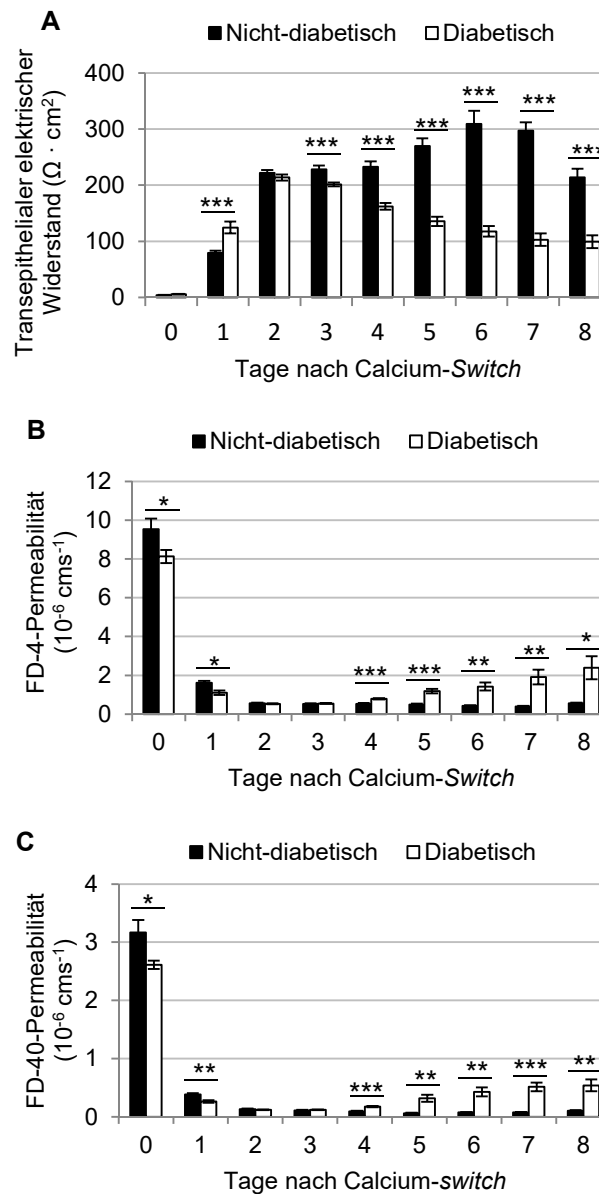 A
Nicht-diabetisch Diabetisch
Transepithelialer elektrischer
Widerstand (Ω · cm²)
400
300
200
100
0
***
***
***
***
***
***
***
0 1 2 3 4 5 6 7 8
Tage nach Calcium-Switch
B
Nicht-diabetisch Diabetisch
FD-4-Permeabilität
(10⁻⁶ cms⁻¹)
12
10
8
6
4
2
0
*
*
***
***
**
**
*
0 1 2 3 4 5 6 7 8
Tage nach Calcium-Switch
C
Nicht-diabetisch Diabetisch
FD-40-Permeabilität
(10⁻⁶ cms⁻¹)
4
3
2
1
0
*
**
***
**
**
***
**
0 1 2 3 4 5 6 7 8
Tage nach Calcium-switch